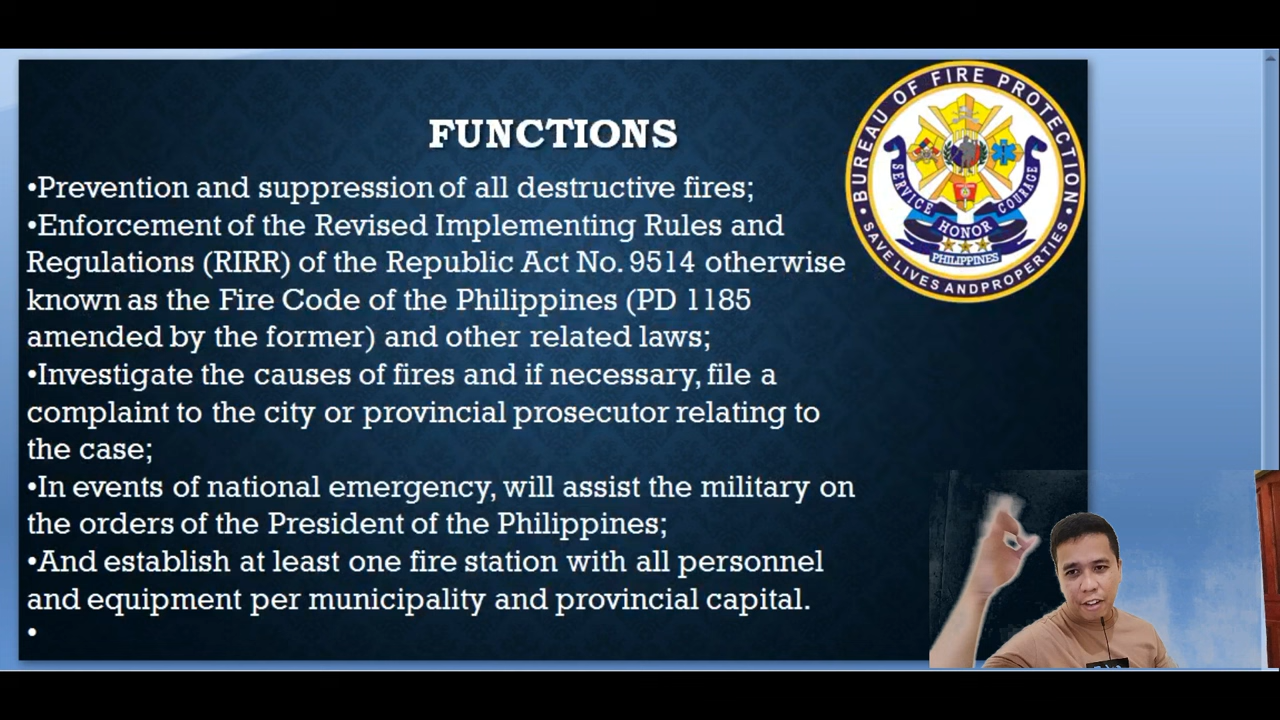 FUNCTIONS
•Prevention and suppression of all destructive fires;
•Enforcement of the Revised Implementing Rules and
Regulations (RIRR) of the Republic Act No. 9514 otherwise
known as the Fire Code of the Philippines (PD 1185
amended by the former) and other related laws;
•Investigate the causes of fires and if necessary, file a
complaint to the city or provincial prosecutor relating to
the case;
•In events of national emergency, will assist the military on
the orders of the President of the Philippines;
•And establish at least one fire station with all personnel
and equipment per municipality and provincial capital.
•
BUREAU OF FIRE PROTECTION
SERVICE
HONOR
COURAGE
PHILIPPINES
• SAVE LIVES AND PROPERTIES •